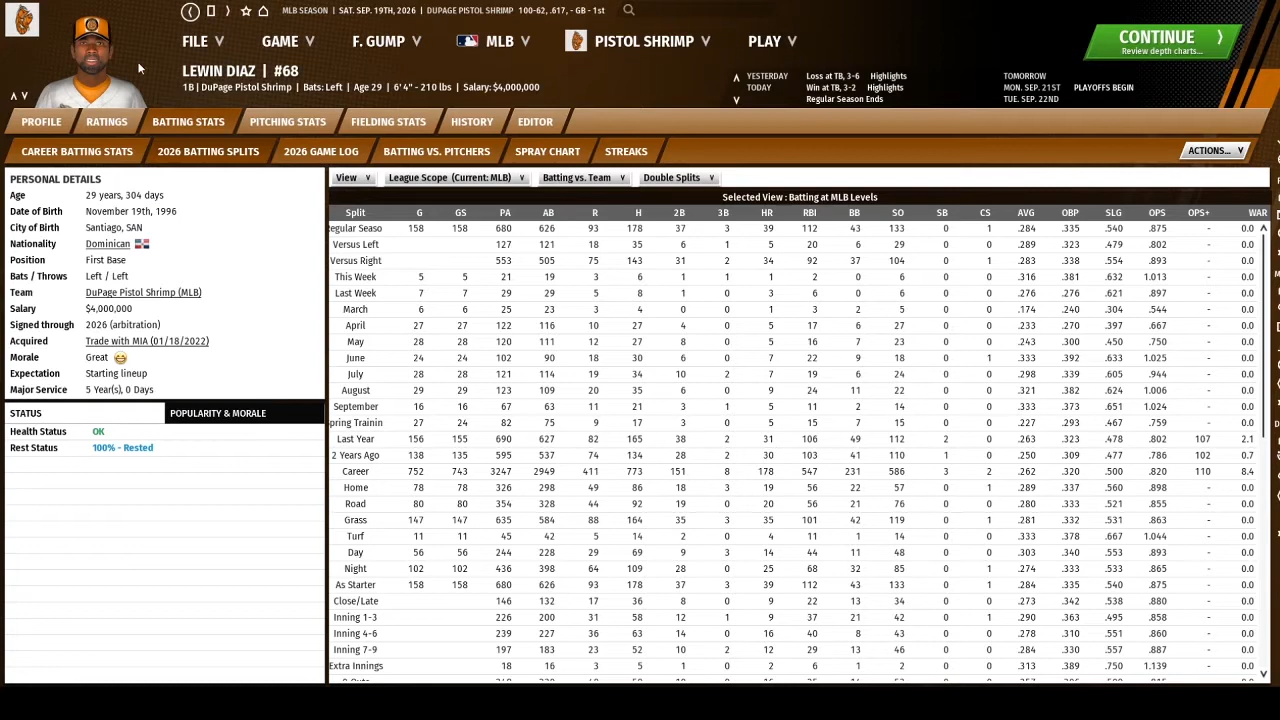 MLB SEASON | SAT. SEP. 19TH, 2026 | DUPAGE PISTOL SHRIMP 100-62, .617, - GB - 1st
FILE GAME F. GUMP MLB PISTOL SHRIMP PLAY
CONTINUE
Review depth charts...
LEWIN DIAZ | #68
1B | DuPage Pistol Shrimp | Bats: Left | Age 29 | 6' 4" - 210 lbs | Salary: $4,000,000
YESTERDAY Loss at TB, 3-6 Highlights
TODAY Win at TB, 3-2 Highlights
Regular Season Ends
TOMORROW
MON. SEP. 21ST PLAYOFFS BEGIN
TUE. SEP. 22ND
PROFILE RATINGS BATTING STATS PITCHING STATS FIELDING STATS HISTORY EDITOR
CAREER BATTING STATS 2026 BATTING SPLITS 2026 GAME LOG BATTING VS. PITCHERS SPRAY CHART STREAKS ACTIONS...
PERSONAL DETAILS
Age 29 years, 304 days
Date of Birth November 19th, 1996
City of Birth Santiago, SAN
Nationality Dominican
Position First Base
Bats / Throws Left / Left
Team DuPage Pistol Shrimp (MLB)
Salary $4,000,000
Signed through 2026 (arbitration)
Acquired Trade with MIA (01/18/2022)
Morale Great
Expectation Starting lineup
Major Service 5 Year(s), 0 Days
STATUS POPULARITY & MORALE
Health Status OK
Rest Status 100% - Rested
View League Scope (Current: MLB) Batting vs. Team Double Splits
Selected View : Batting at MLB Levels
Split G GS PA AB R H 2B 3B HR RBI BB SO SB CS AVG OBP SLG OPS OPS+ WAR
egular Seaso 158 158 680 626 93 178 37 3 39 112 43 133 0 1 .284 .335 .540 .875 - 0.0
Versus Left 127 121 18 35 6 1 5 20 6 29 0 0 .289 .323 .479 .802 - 0.0
Versus Right 553 505 75 143 31 2 34 92 37 104 0 1 .283 .338 .554 .893 - 0.0
This Week 5 5 21 19 3 6 1 1 1 2 0 6 0 0 .316 .381 .632 1.013 - 0.0
Last Week 7 7 29 29 5 8 1 0 3 6 0 6 0 0 .276 .276 .621 .897 - 0.0
March 6 6 25 23 3 4 0 0 1 3 2 5 0 0 .174 .240 .304 .544 - 0.0
April 27 27 122 116 10 27 4 0 5 17 6 27 0 0 .233 .270 .397 .667 - 0.0
May 28 28 120 111 12 27 8 0 5 16 7 23 0 0 .243 .300 .450 .750 - 0.0
June 24 24 102 90 18 30 6 0 7 22 9 18 0 1 .333 .392 .633 1.025 - 0.0
July 28 28 121 114 19 34 10 2 7 19 6 24 0 0 .298 .339 .605 .944 - 0.0
August 29 29 123 109 20 35 6 0 9 24 11 22 0 0 .321 .382 .624 1.006 - 0.0
September 16 16 67 63 11 21 3 1 5 11 2 14 0 0 .333 .373 .651 1.024 - 0.0
pring Trainin 27 24 82 75 9 17 3 0 5 15 7 14 0 0 .227 .293 .467 .759 - 0.0
Last Year 156 155 690 627 82 165 38 2 31 106 49 112 2 0 .263 .323 .478 .802 107 2.1
2 Years Ago 138 135 595 537 74 134 28 2 30 103 41 110 1 0 .250 .309 .477 .786 102 0.7
Career 752 743 3247 2949 411 773 151 8 178 547 231 586 3 2 .262 .320 .500 .820 110 8.4
Home 78 78 326 298 49 86 18 3 19 56 22 57 0 1 .289 .337 .560 .898 - 0.0
Road 80 80 354 328 44 92 19 0 20 56 21 76 0 0 .280 .333 .521 .855 - 0.0
Grass 147 147 635 584 88 164 35 3 35 101 42 119 0 1 .281 .332 .531 .863 - 0.0
Turf 11 11 45 42 5 14 2 0 4 11 1 14 0 0 .333 .378 .667 1.044 - 0.0
Day 56 56 244 228 29 69 9 3 14 44 11 48 0 0 .303 .340 .553 .893 - 0.0
Night 102 102 436 398 64 109 28 0 25 68 32 85 0 1 .274 .333 .533 .865 - 0.0
As Starter 158 158 680 626 93 178 37 3 39 112 43 133 0 1 .284 .335 .540 .875 - 0.0
Close/Late 146 132 17 36 8 0 9 22 13 34 0 0 .273 .342 .538 .880 - 0.0
Inning 1-3 226 200 31 58 12 1 9 37 21 42 0 1 .290 .363 .495 .858 - 0.0
Inning 4-6 239 227 36 63 14 0 16 40 8 43 0 0 .278 .310 .551 .860 - 0.0
Inning 7-9 197 183 23 52 10 2 12 29 13 46 0 0 .284 .330 .557 .887 - 0.0
Extra Innings 18 16 3 5 1 0 2 6 1 2 0 0 .313 .389 .750 1.139 - 0.0